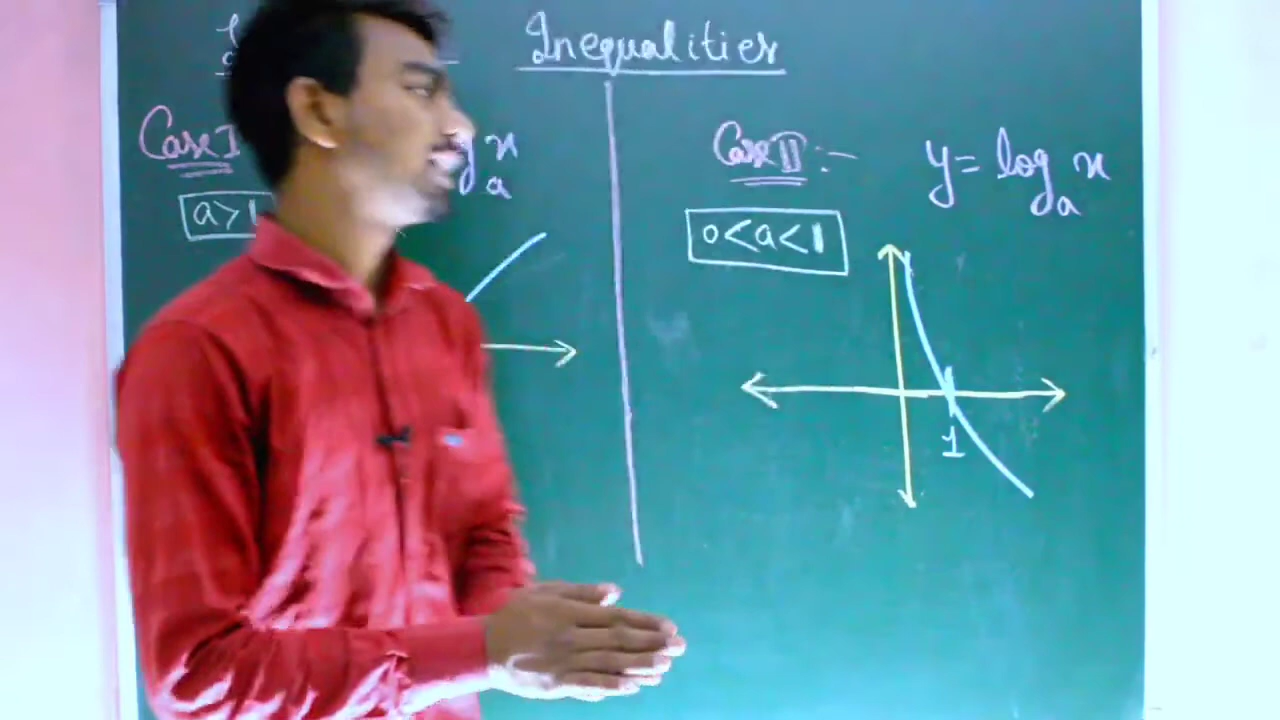 Inequalities
Case I
a>1
x
a
Case II :-
y = log_a x
0<a<1
1